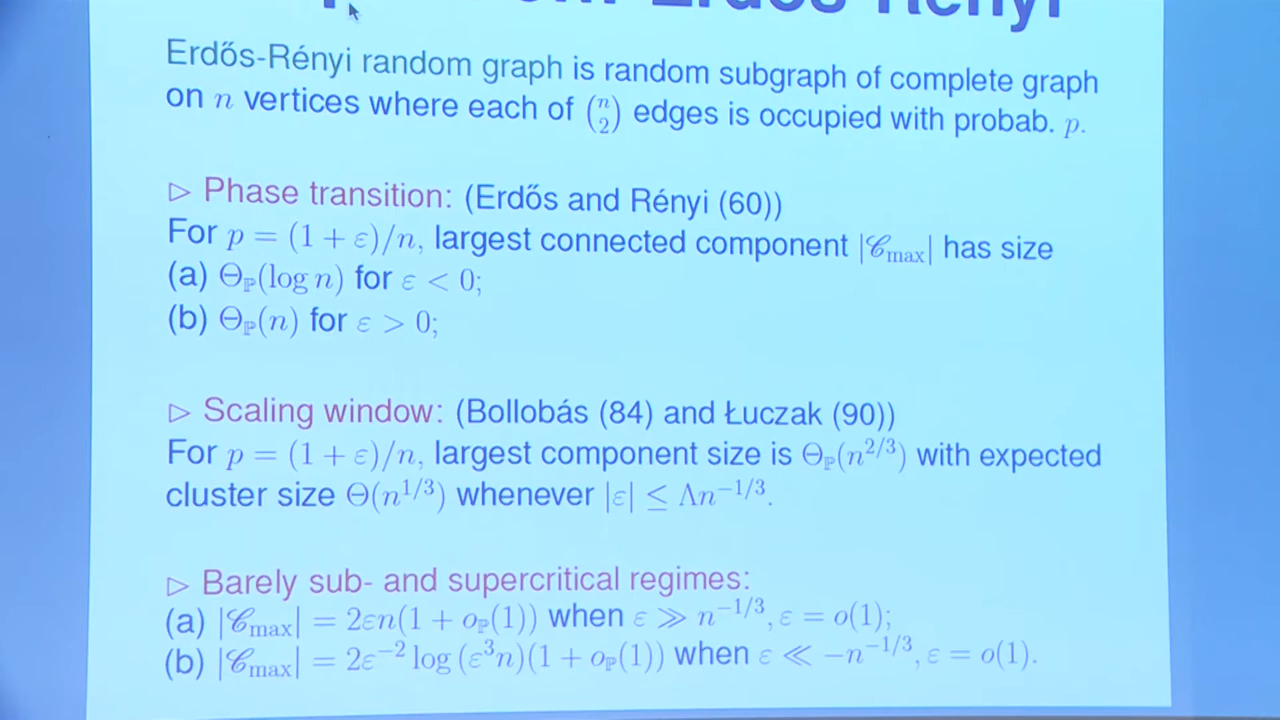 Erdős-Rényi
Erdős-Rényi random graph is random subgraph of complete graph
on n vertices where each of (n 2) edges is occupied with probab. p.
▷ Phase transition: (Erdős and Rényi (60))
For p = (1 + ε)/n, largest connected component |𝒞max| has size
(a) Θℙ(log n) for ε < 0;
(b) Θℙ(n) for ε > 0;
▷ Scaling window: (Bollobás (84) and Łuczak (90))
For p = (1 + ε)/n, largest component size is Θℙ(n^{2/3}) with expected
cluster size Θ(n^{1/3}) whenever |ε| ≤ Λn^{−1/3}.
▷ Barely sub- and supercritical regimes:
(a) |𝒞max| = 2εn(1 + oℙ(1)) when ε ≫ n^{−1/3}, ε = o(1);
(b) |𝒞max| = 2ε^{−2} log (ε^3n)(1 + oℙ(1)) when ε ≪ −n^{−1/3}, ε = o(1).